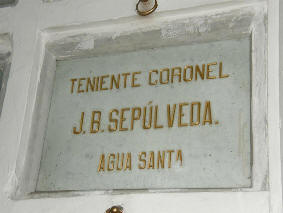 TENIENTE CORONEL
J. B. SEPÚLVEDA.
AGUA SANTA